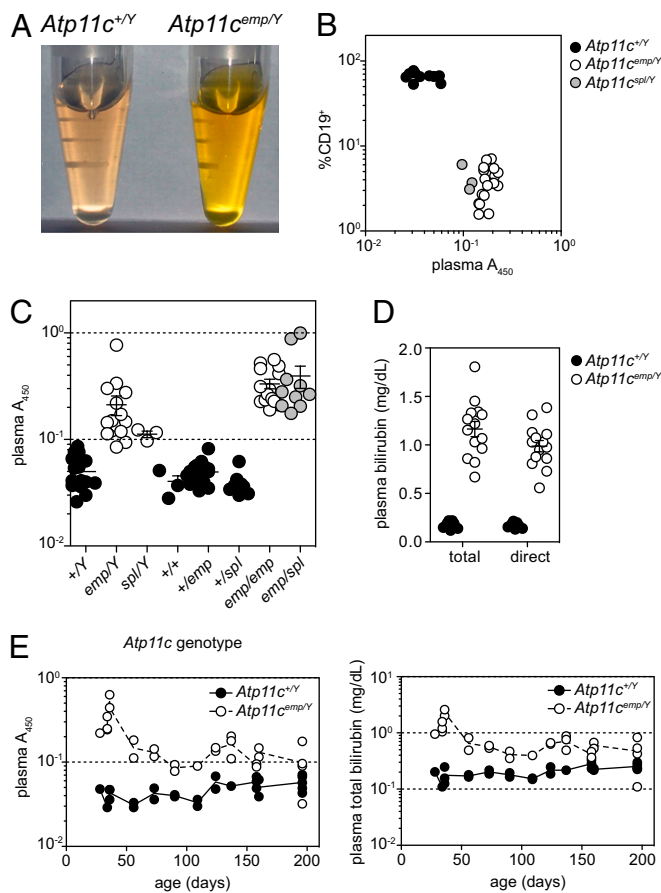 A
Atp11c+/Y
Atp11cemp/Y
B
%CD19+
10²
10¹
10⁰
10⁻²
10⁻¹
10⁰
plasma A₄₅₀
Atp11c+/Y
Atp11cemp/Y
Atp11cspl/Y
C
plasma A₄₅₀
10⁰
10⁻¹
10⁻²
+/Y
emp/Y
spl/Y
+/+
+/emp
+/spl
emp/emp
emp/spl
Atp11c genotype
D
plasma bilirubin (mg/dL)
2.0
1.5
1.0
0.5
0.0
total
direct
Atp11c+/Y
Atp11cemp/Y
E
plasma A₄₅₀
10⁰
10⁻¹
10⁻²
0
50
100
150
200
age (days)
Atp11c+/Y
Atp11cemp/Y
plasma total bilirubin (mg/dL)
10¹
10⁰
10⁻¹
10⁻²
0
50
100
150
200
age (days)
Atp11c+/Y
Atp11cemp/Y